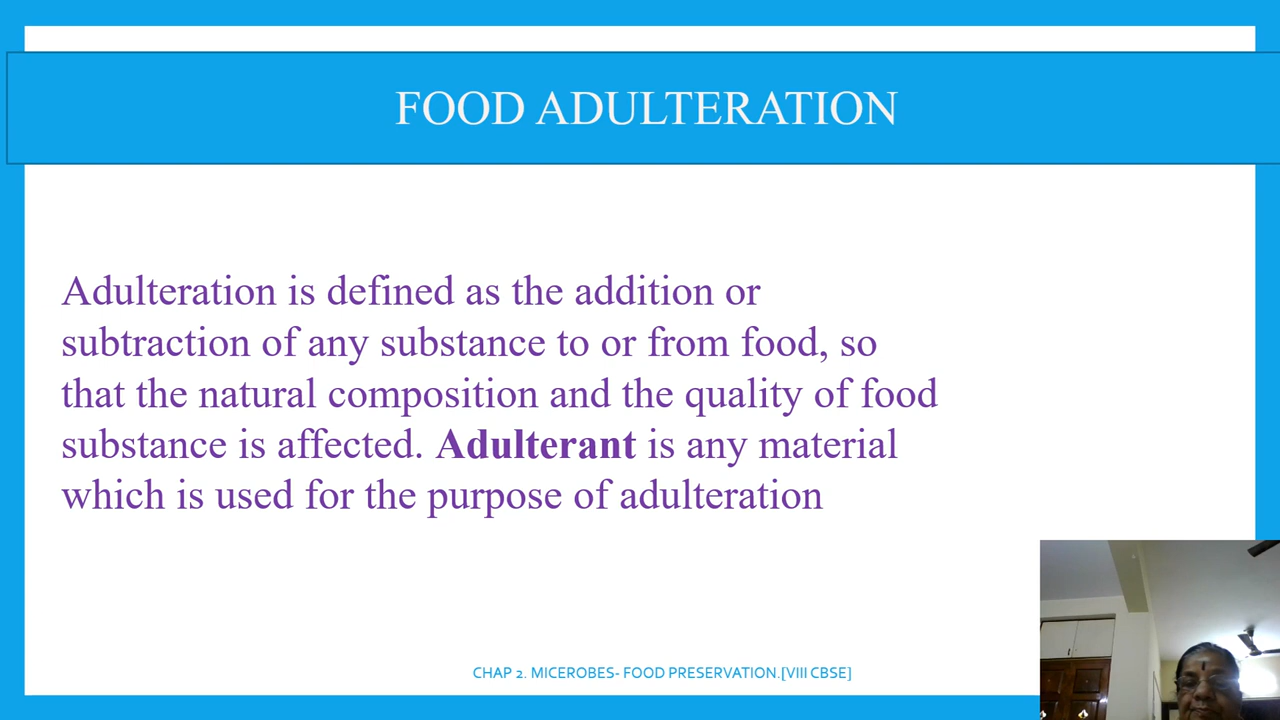 FOOD ADULTERATION
Adulteration is defined as the addition or
subtraction of any substance to or from food, so
that the natural composition and the quality of food
substance is affected. Adulterant is any material
which is used for the purpose of adulteration
CHAP 2. MICEROBES- FOOD PRESERVATION.[VIII CBSE]